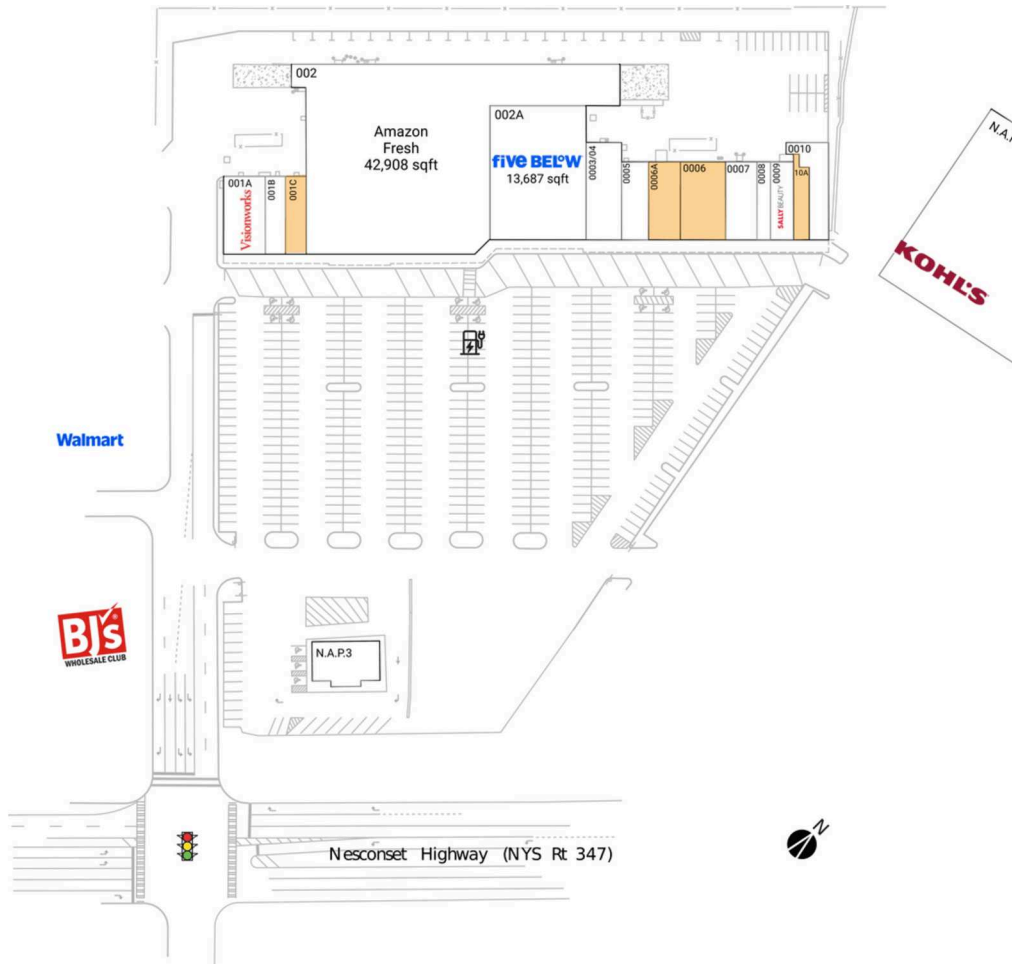 002
Amazon
Fresh
42,908 sqft
002A
five BELOW
13,687 sqft
001A
Visionworks
001B
001C
0003/04
0005
0006A
0006
0007
0008
0009
SALLY BEAUTY
0010
10A
KOHL'S
Walmart
BJ's
WHOLESALE CLUB
N.A.P.3
Nesconset Highway (NYS Rt 347)
N